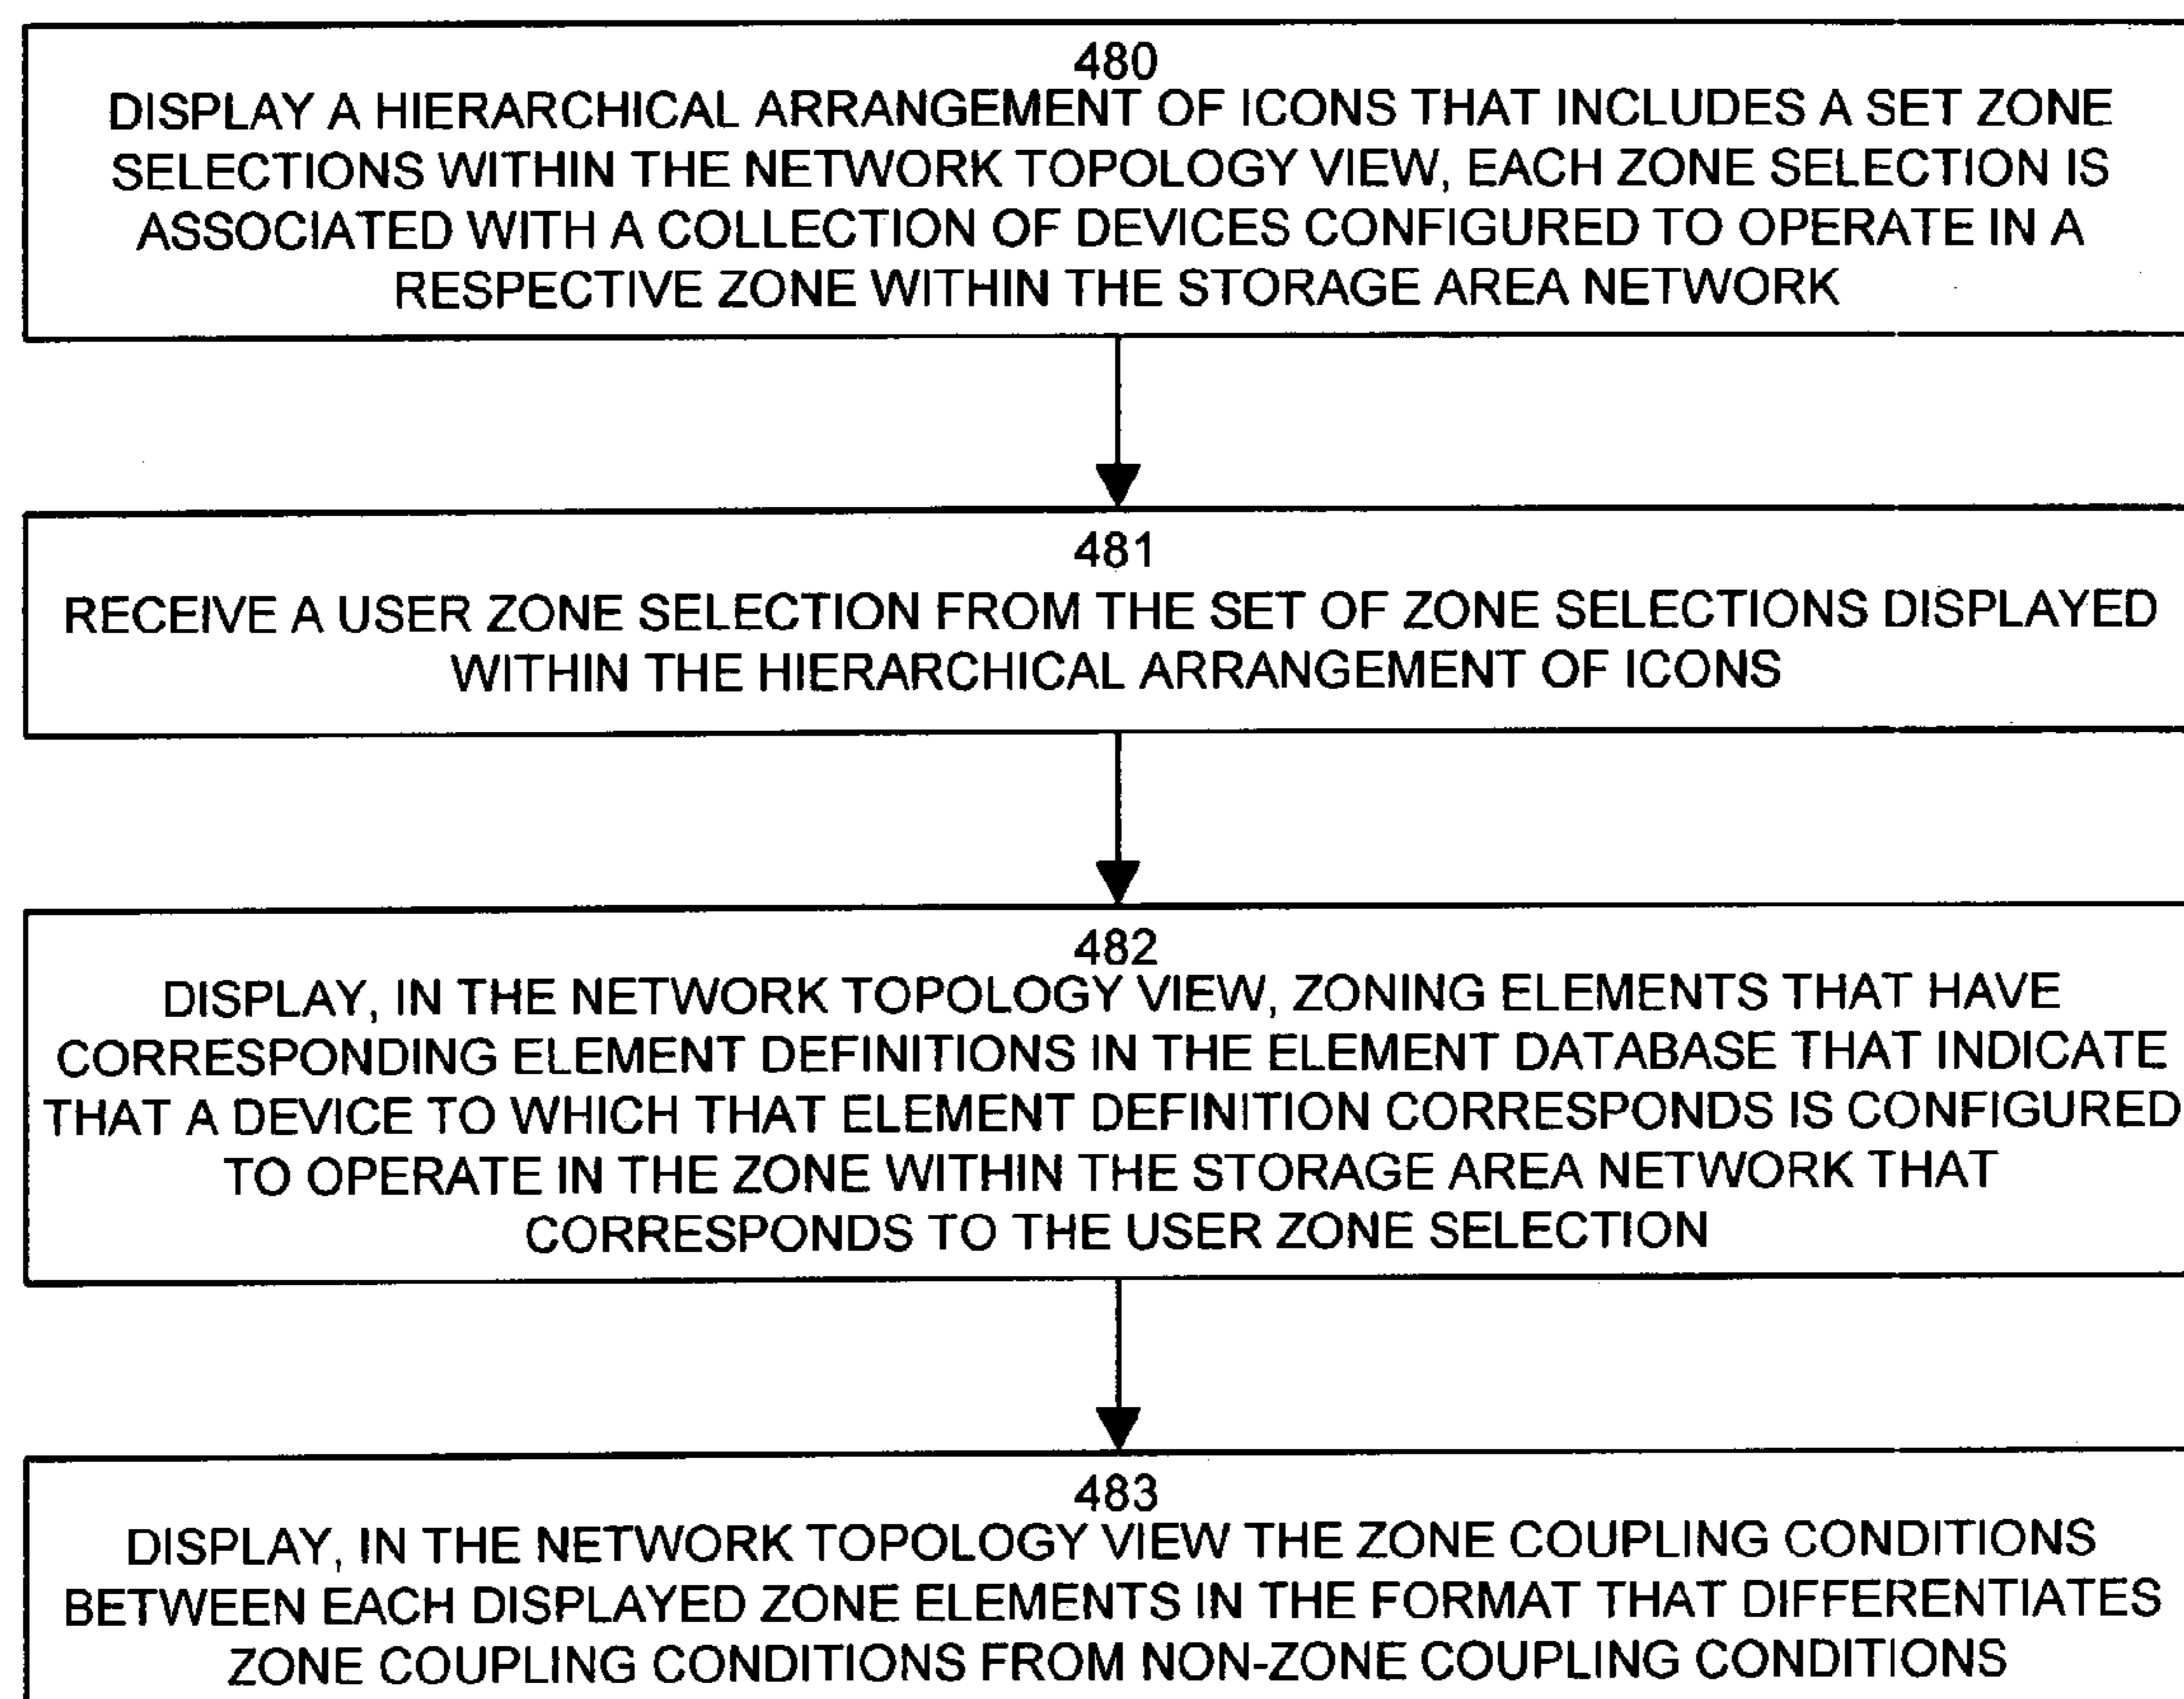 480
DISPLAY A HIERARCHICAL ARRANGEMENT OF ICONS THAT INCLUDES A SET ZONE
SELECTIONS WITHIN THE NETWORK TOPOLOGY VIEW, EACH ZONE SELECTION IS
ASSOCIATED WITH A COLLECTION OF DEVICES CONFIGURED TO OPERATE IN A
RESPECTIVE ZONE WITHIN THE STORAGE AREA NETWORK
481
RECEIVE A USER ZONE SELECTION FROM THE SET OF ZONE SELECTIONS DISPLAYED
WITHIN THE HIERARCHICAL ARRANGEMENT OF ICONS
482
DISPLAY, IN THE NETWORK TOPOLOGY VIEW, ZONING ELEMENTS THAT HAVE
CORRESPONDING ELEMENT DEFINITIONS IN THE ELEMENT DATABASE THAT INDICATE
THAT A DEVICE TO WHICH THAT ELEMENT DEFINITION CORRESPONDS IS CONFIGURED
TO OPERATE IN THE ZONE WITHIN THE STORAGE AREA NETWORK THAT
CORRESPONDS TO THE USER ZONE SELECTION
483
DISPLAY, IN THE NETWORK TOPOLOGY VIEW THE ZONE COUPLING CONDITIONS
BETWEEN EACH DISPLAYED ZONE ELEMENTS IN THE FORMAT THAT DIFFERENTIATES
ZONE COUPLING CONDITIONS FROM NON-ZONE COUPLING CONDITIONS